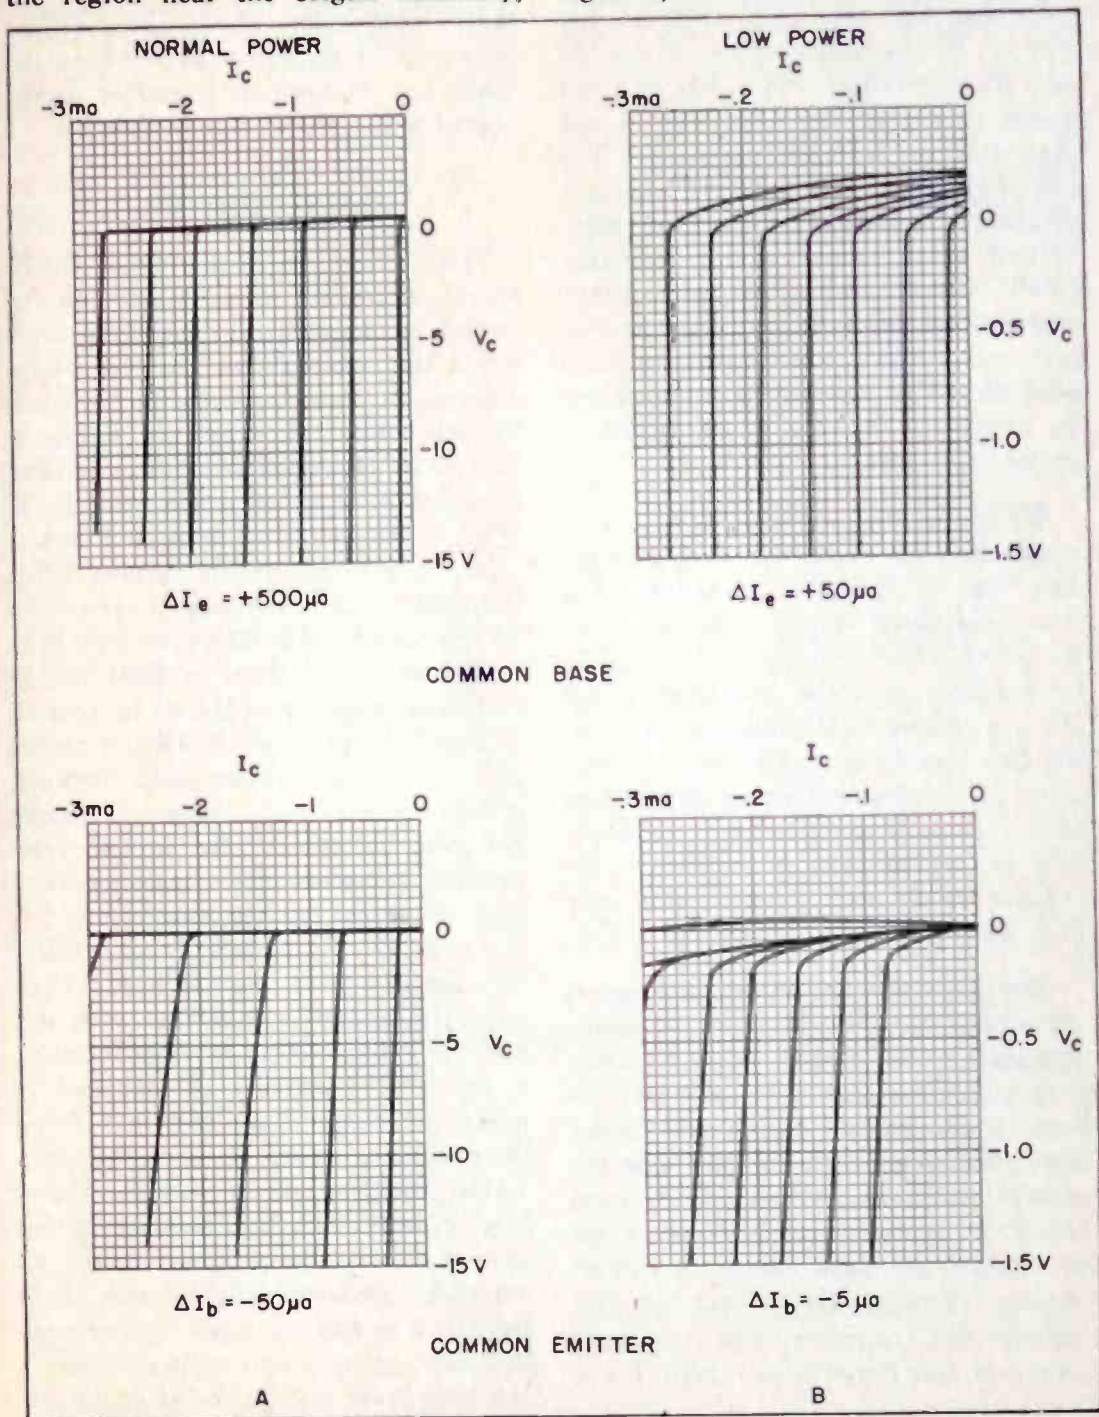 the region near the origin
NORMAL POWER
I c
-3ma -2 -1 0
0
-5 Vc
-10
-15 V
ΔIe = +500μa
LOW POWER
I c
-.3ma -.2 -.1 0
0
-0.5 Vc
-1.0
-1.5 V
ΔIe = +50μa
COMMON BASE
Ic
-3ma -2 -1 0
0
-5 Vc
-10
-15 V
ΔIb = -50μa
Ic
-.3ma -.2 -.1 0
0
-0.5 Vc
-1.0
-1.5 V
ΔIb = -5μa
COMMON EMITTER
A B